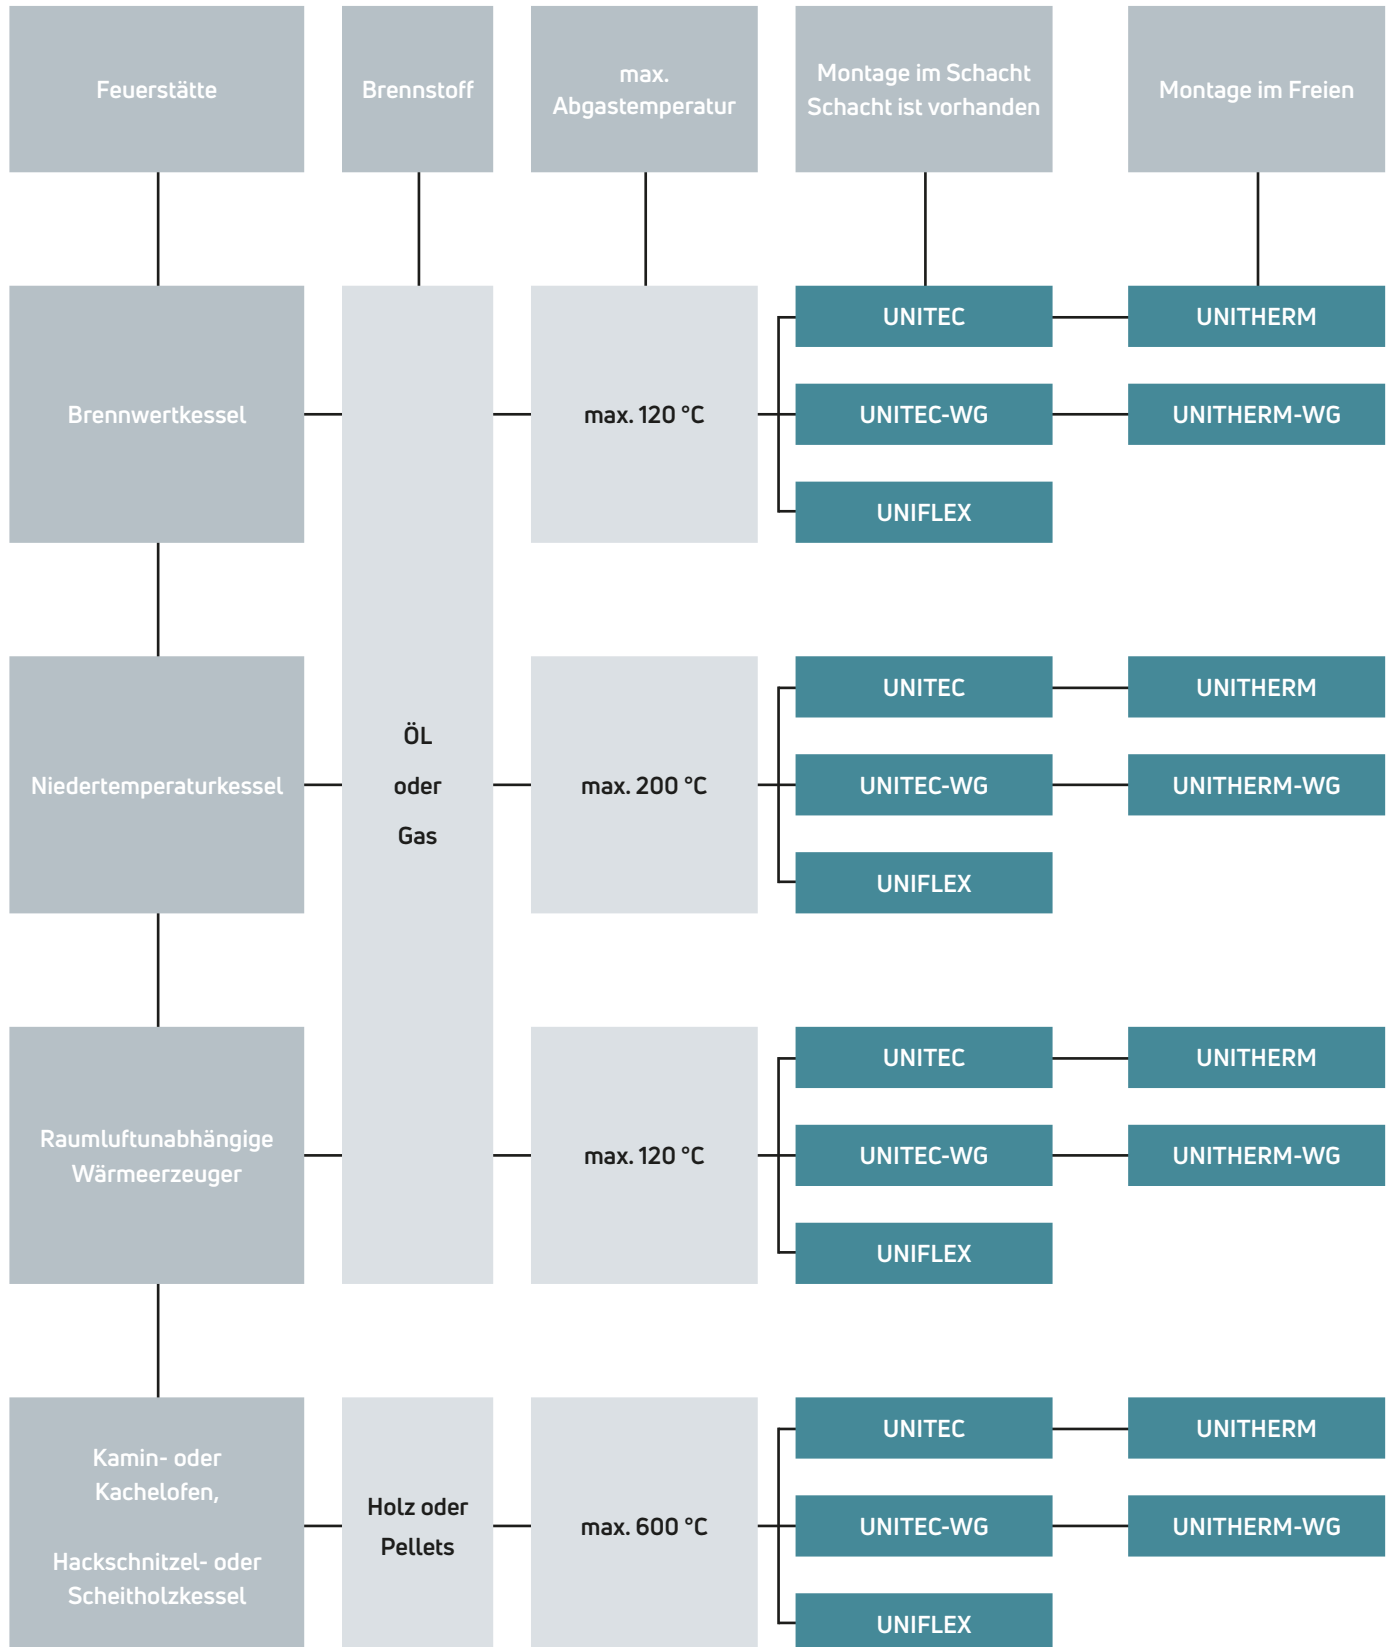 Feuerstätte
Brennstoff
max.
Abgastemperatur
Montage im Schacht
Schacht ist vorhanden
Montage im Freien
Brennwertkessel
ÖL
oder
Gas
max. 120 °C
UNITEC
UNITHERM
UNITEC-WG
UNITHERM-WG
UNIFLEX
Niedertemperaturkessel
max. 200 °C
UNITEC
UNITHERM
UNITEC-WG
UNITHERM-WG
UNIFLEX
Raumluftunabhängige
Wärmeerzeuger
max. 120 °C
UNITEC
UNITHERM
UNITEC-WG
UNITHERM-WG
UNIFLEX
Kamin- oder
Kachelofen,
Hackschnitzel- oder
Scheitholzkessel
Holz oder
Pellets
max. 600 °C
UNITEC
UNITHERM
UNITEC-WG
UNITHERM-WG
UNIFLEX